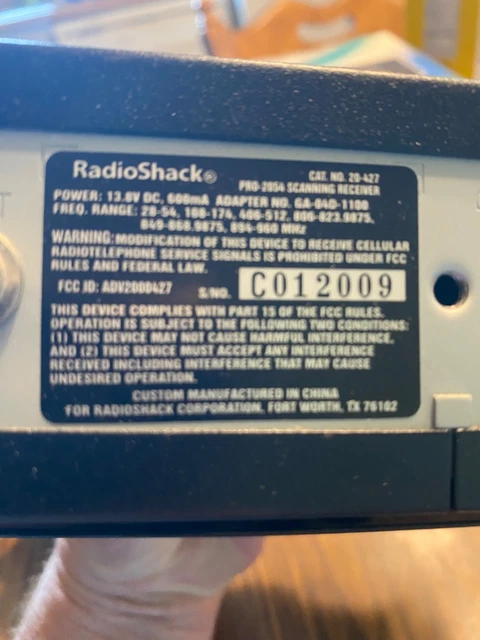 RadioShack®
CAT. NO. 20-427
PRO-2054 SCANNING RECEIVER
POWER: 13.8V DC, 600mA ADAPTER NO. GA-04D-1100
FREQ. RANGE: 28-54, 108-174, 406-512, 806-823.9875,
849-868.9875, 894-960 MHz
WARNING: MODIFICATION OF THIS DEVICE TO RECEIVE CELLULAR
RADIOTELEPHONE SERVICE SIGNALS IS PROHIBITED UNDER FCC
RULES AND FEDERAL LAW.
FCC ID: ADV2000427 S/NO. C012009
THIS DEVICE COMPLIES WITH PART 15 OF THE FCC RULES.
OPERATION IS SUBJECT TO THE FOLLOWING TWO CONDITIONS:
(1) THIS DEVICE MAY NOT CAUSE HARMFUL INTERFERENCE,
AND (2) THIS DEVICE MUST ACCEPT ANY INTERFERENCE
RECEIVED INCLUDING INTERFERENCE THAT MAY CAUSE
UNDESIRED OPERATION.
CUSTOM MANUFACTURED IN CHINA
FOR RADIOSHACK CORPORATION, FORT WORTH, TX 76102